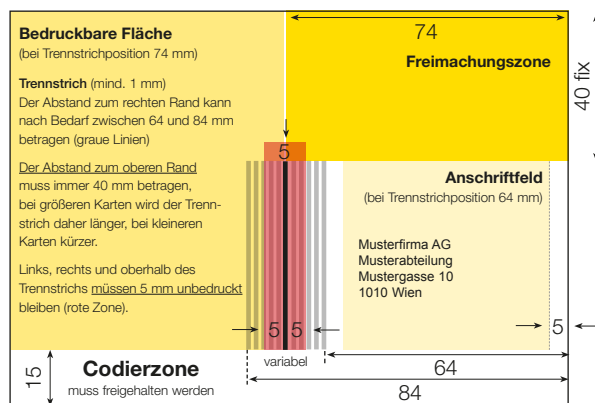 Bedruckbare Fläche
(bei Trennstrichposition 74 mm)
Trennstrich (mind. 1 mm)
Der Abstand zum rechten Rand kann
nach Bedarf zwischen 64 und 84 mm
betragen (graue Linien)
Der Abstand zum oberen Rand
muss immer 40 mm betragen,
bei größeren Karten wird der Trenn-
strich daher länger, bei kleineren
Karten kürzer.
Links, rechts und oberhalb des
Trennstrichs müssen 5 mm unbedruckt
bleiben (rote Zone).
74
Freimachungszone
40 fix
5
Anschriftfeld
(bei Trennstrichposition 64 mm)
Musterfirma AG
Musterabteilung
Mustergasse 10
1010 Wien
5 5
5
variabel
15
Codierzone
muss freigehalten werden
64
84